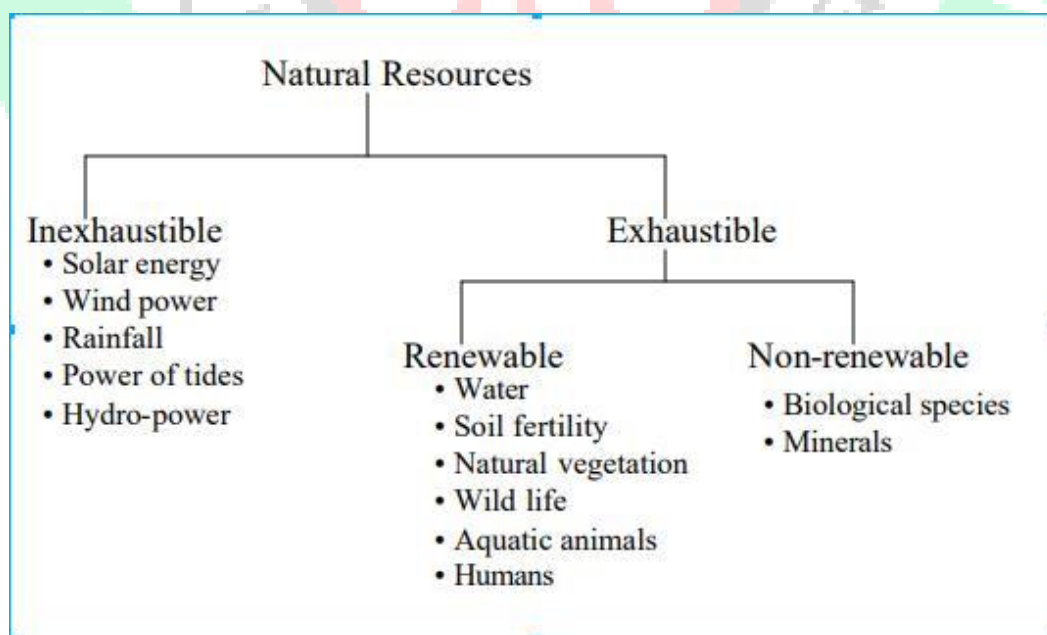 Natural Resources
Inexhaustible
• Solar energy
• Wind power
• Rainfall
• Power of tides
• Hydro-power
Exhaustible
Renewable
• Water
• Soil fertility
• Natural vegetation
• Wild life
• Aquatic animals
• Humans
Non-renewable
• Biological species
• Minerals